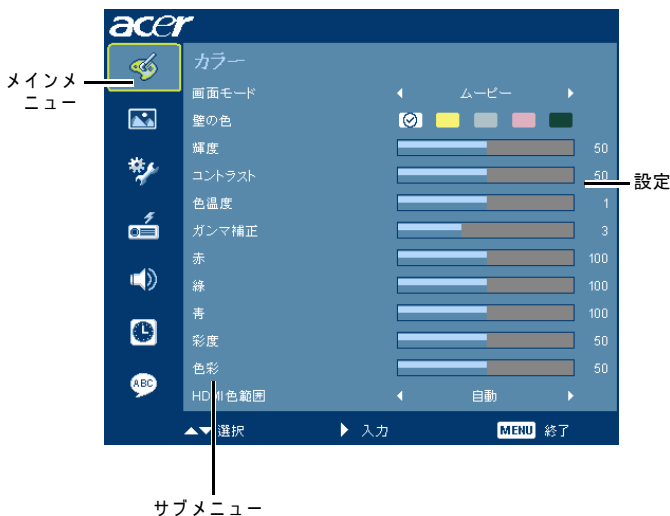 acer
カラー
画面モード ムービー
壁の色
輝度 50
コントラスト 50
色温度 1
ガンマ補正 3
赤 100
緑 100
青 100
彩度 50
色彩 50
HDMI色範囲 自動
ABC
選択 入力 MENU 終了
メインメ
ニュー
設定
サブメニュー